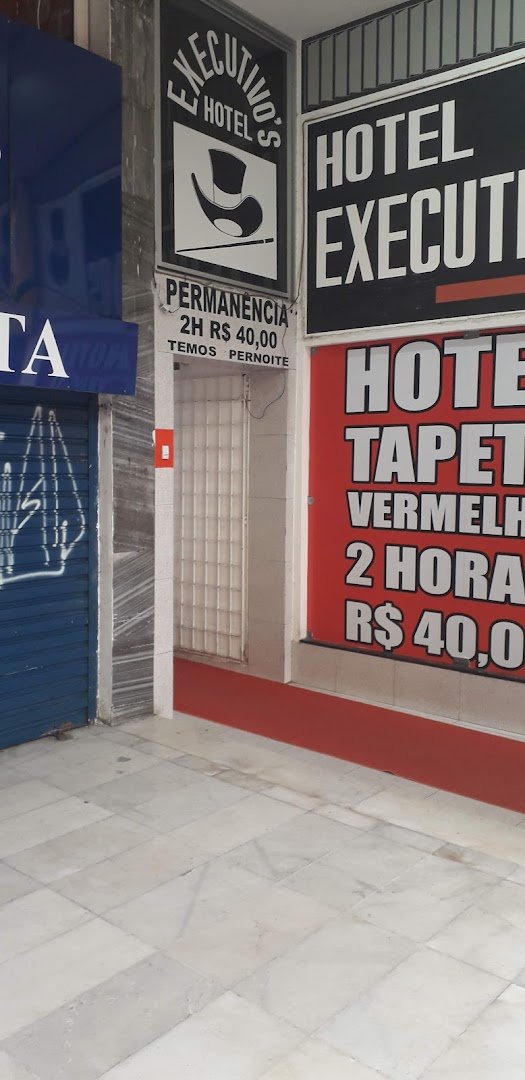 EXECUTIVO'S
HOTEL
PERMANÊNCIA
2H R$ 40,00
TEMOS PERNOITE
HOTEL
EXECUTI
HOTE
TAPET
VERMELH
2 HORA
R$ 40,0
TA